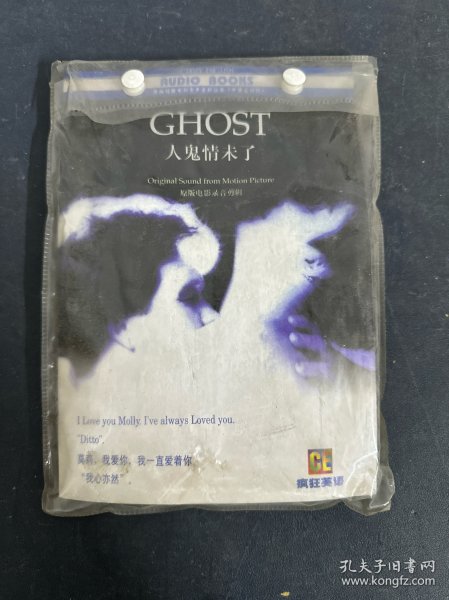 AUDIO BOOKS
GHOST
人鬼情未了
Original Sound from Motion Picture
原版电影录音剪辑
I Love you Molly. I've always Loved you.
"Ditto".
莫莉，我爱你，我一直爱着你
“我心亦然”.
CE
疯狂英语
孔夫子旧书网
www.kongfz.com